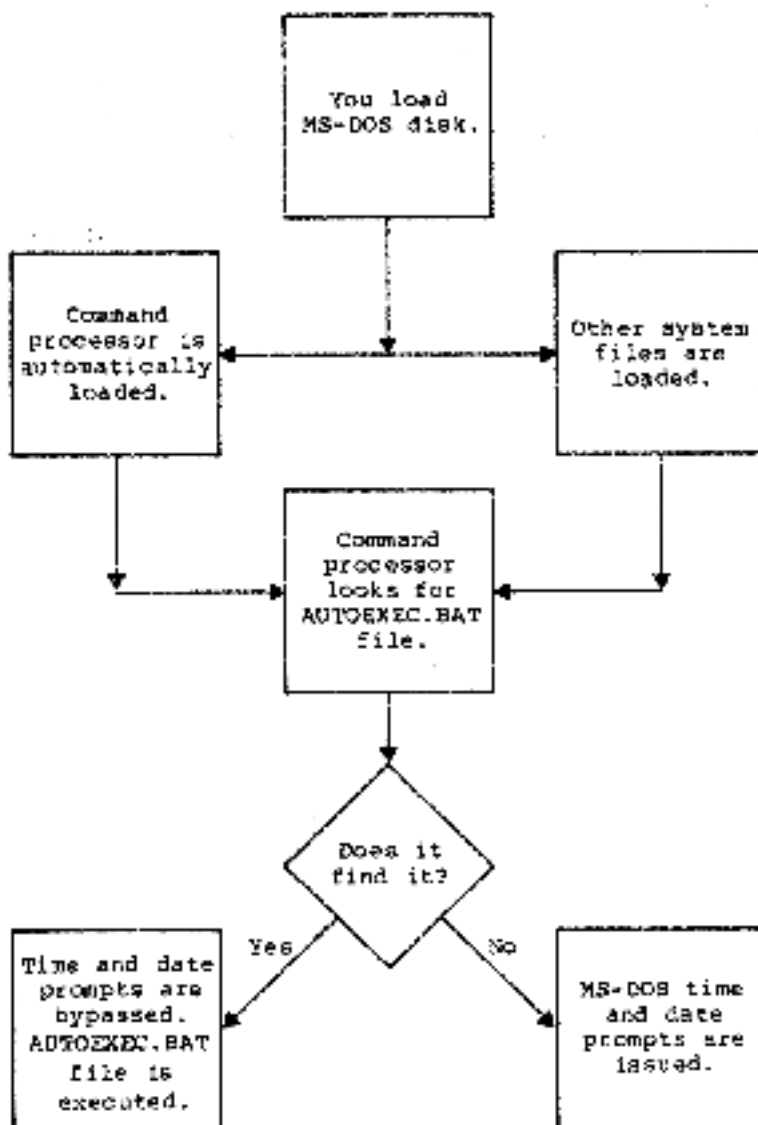 You load
MS-DOS disk.
Command
processor is
automatically
loaded.
Other system
files are
loaded.
Command
processor
looks for
AUTOEXEC.BAT
file.
Does it
find it?
Yes
No
Time and date
prompts are
bypassed.
AUTOEXEC.BAT
file is
executed.
MS-DOS time
and date
prompts are
issued.